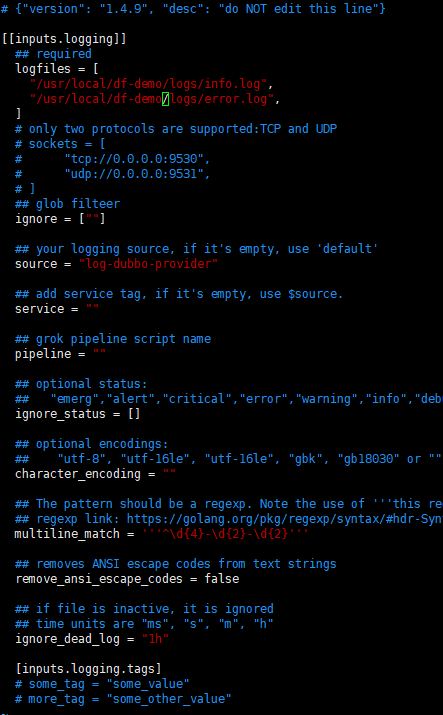 # {"version": "1.4.9", "desc": "do NOT edit this line"}
[[inputs.logging]]
## required
logfiles = [
"/usr/local/df-demo/logs/info.log",
"/usr/local/df-demo/logs/error.log",
]
# only two protocols are supported:TCP and UDP
# sockets = [
#      "tcp://0.0.0.0:9530",
#      "udp://0.0.0.0:9531",
# ]
## glob filteer
ignore = [""]
## your logging source, if it's empty, use 'default'
source = "log-dubbo-provider"
## add service tag, if it's empty, use $source.
service = ""
## grok pipeline script name
pipeline = ""
## optional status:
##   "emerg","alert","critical","error","warning","info","deb
ignore_status = []
## optional encodings:
##    "utf-8", "utf-16le", "utf-16le", "gbk", "gb18030" or ""
character_encoding = ""
## The pattern should be a regexp. Note the use of '''this re
## regexp link: https://golang.org/pkg/regexp/syntax/#hdr-Syn
multiline_match = '''^\d{4}-\d{2}-\d{2}'''
## removes ANSI escape codes from text strings
remove_ansi_escape_codes = false
## if file is inactive, it is ignored
## time units are "ms", "s", "m", "h"
ignore_dead_log = "1h"
[inputs.logging.tags]
# some_tag = "some_value"
# more_tag = "some_other_value"